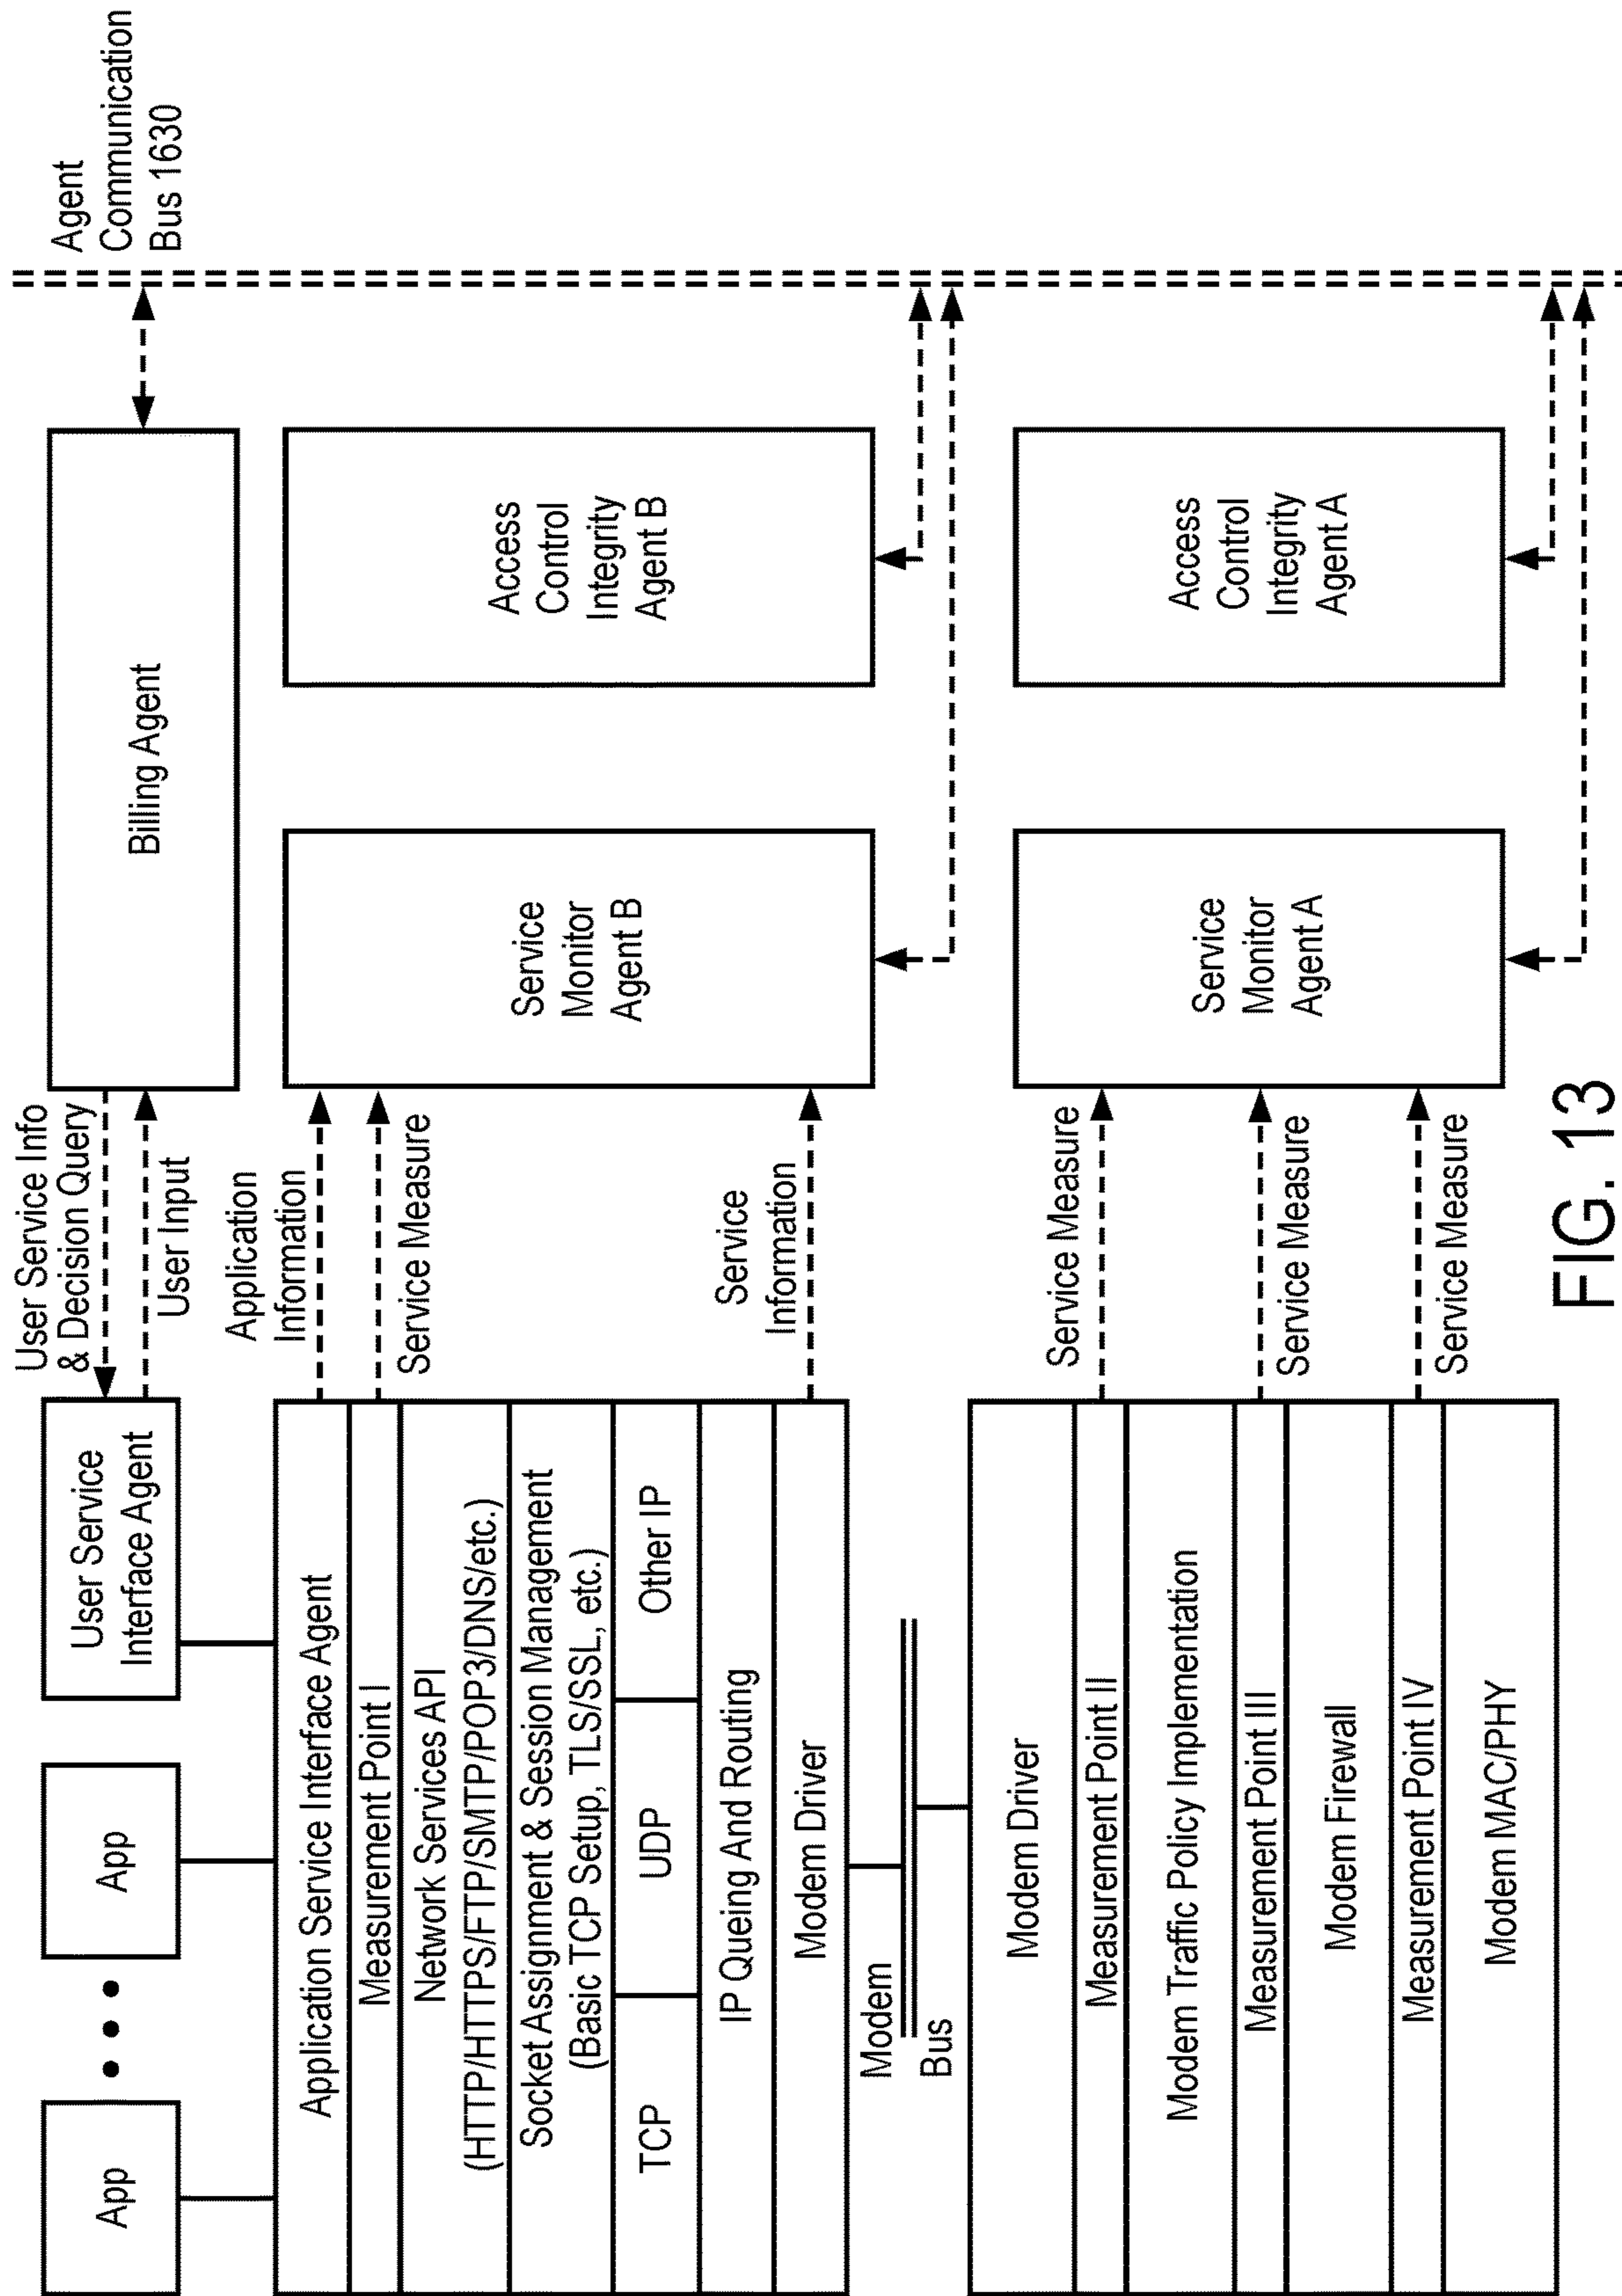 App
App
User Service
Interface Agent
User Service Info
& Decision Query
User Input
Billing Agent
Agent
Communication
Bus 1630
Application Service Interface Agent
Measurement Point I
Network Services API
(HTTP/HTTPS/FTP/SMTP/POP3/DNS/etc.)
Socket Assignment & Session Management
(Basic TCP Setup, TLS/SSL, etc.)
TCP
UDP
Other IP
IP Queing And Routing
Modem Driver
Application
Information
Service Measure
Service
Information
Service
Monitor
Agent B
Access
Control
Integrity
Agent B
Modem
Bus
Modem Driver
Measurement Point II
Modem Traffic Policy Implementation
Measurement Point III
Modem Firewall
Measurement Point IV
Modem MAC/PHY
Service Measure
Service Measure
Service Measure
Service
Monitor
Agent A
Access
Control
Integrity
Agent A
FIG. 13